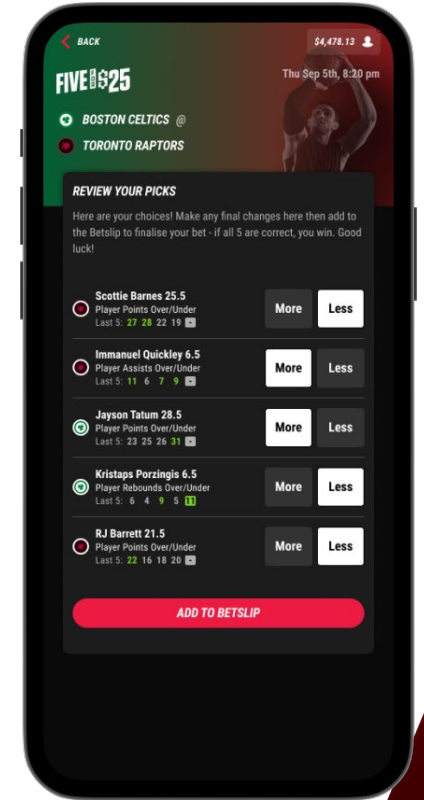 BACK
$4,478.13
FIVE FOR $25
Thu Sep 5th, 8:20 pm
BOSTON CELTICS @
TORONTO RAPTORS
REVIEW YOUR PICKS
Here are your choices! Make any final changes here then add to
the Betslip to finalise your bet - if all 5 are correct, you win. Good
luck!
Scottie Barnes 25.5
Player Points Over/Under
Last 5: 27 28 22 19 -
More Less
Immanuel Quickley 6.5
Player Assists Over/Under
Last 5: 11 6 7 9 -
More Less
Jayson Tatum 28.5
Player Points Over/Under
Last 5: 23 25 26 31 -
More Less
Kristaps Porzingis 6.5
Player Rebounds Over/Under
Last 5: 6 4 9 5 11
More Less
RJ Barrett 21.5
Player Points Over/Under
Last 5: 22 16 18 20 -
More Less
ADD TO BETSLIP